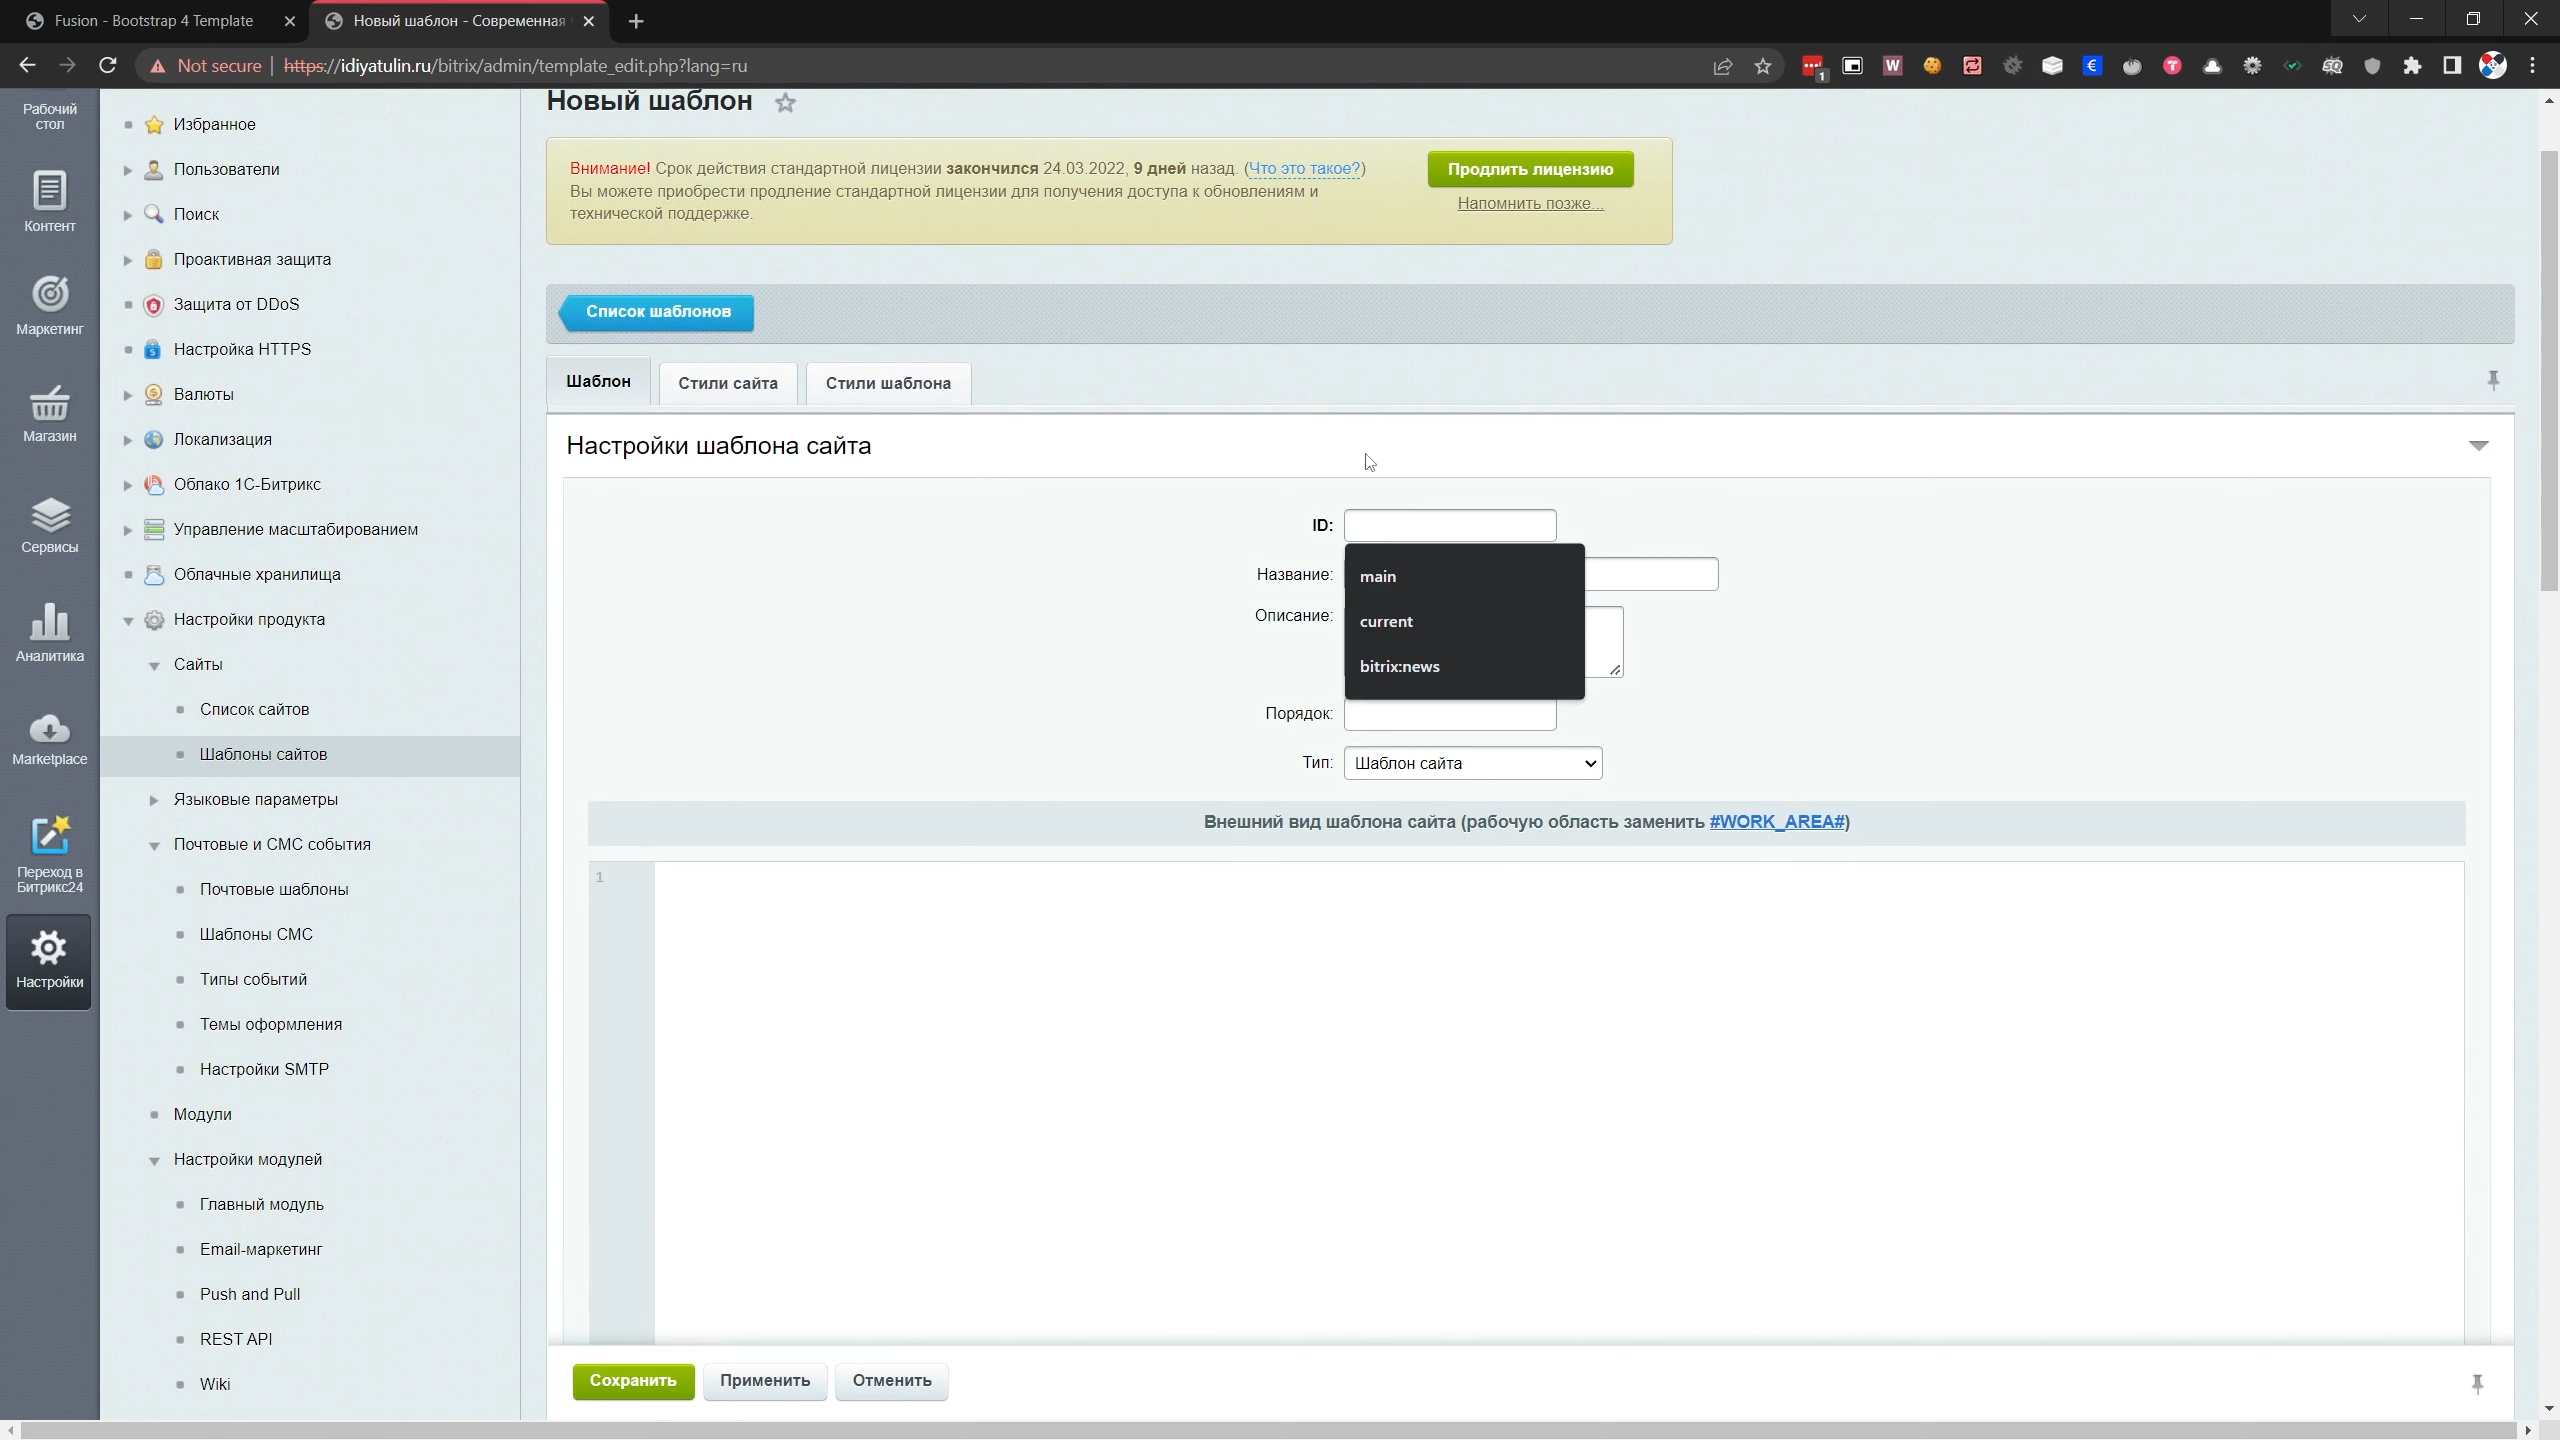 Fusion - Bootstrap 4 Template
Новый шаблон - Современная
Not secure
https://idiyatulin.ru/bitrix/admin/template_edit.php?lang=ru
1
Рабочий
стол
Контент
Маркетинг
Магазин
Сервисы
Аналитика
Marketplace
Переход в
Битрикс24
Настройки
Избранное
Пользователи
Поиск
Проактивная защита
Защита от DDoS
Настройка HTTPS
Валюты
Локализация
Облако 1С-Битрикс
Управление масштабированием
Облачные хранилища
Настройки продукта
Сайты
Список сайтов
Шаблоны сайтов
Языковые параметры
Почтовые и СМС события
Почтовые шаблоны
Шаблоны СМС
Типы событий
Темы оформления
Настройки SMTP
Модули
Настройки модулей
Главный модуль
Email-маркетинг
Push and Pull
REST API
Wiki
Новый шаблон
Внимание! Срок действия стандартной лицензии закончился 24.03.2022, 9 дней назад. (Что это такое?)
Вы можете приобрести продление стандартной лицензии для получения доступа к обновлениям и
технической поддержке.
Продлить лицензию
Напомнить позже...
Список шаблонов
Шаблон
Стили сайта
Стили шаблона
Настройки шаблона сайта
ID:
Название:
Описание:
main
current
bitrix:news
Порядок:
Тип:
Шаблон сайта
Внешний вид шаблона сайта (рабочую область заменить #WORK_AREA#)
1
Сохранить
Применить
Отменить